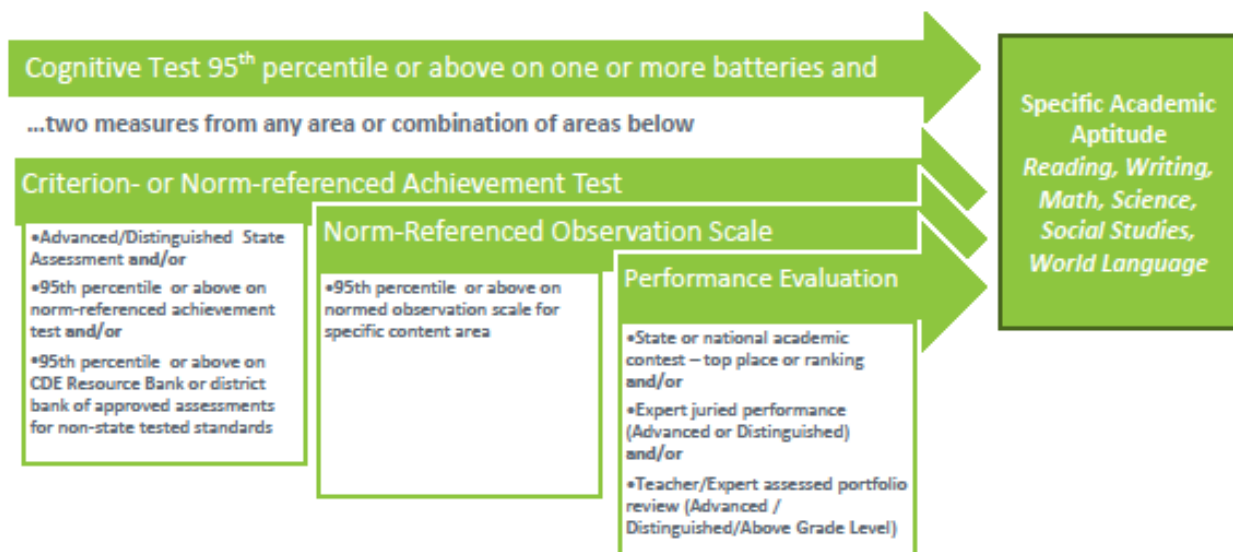 Cognitive Test 95th percentile or above on one or more batteries and
...two measures from any area or combination of areas below
Criterion- or Norm-referenced Achievement Test
•Advanced/Distinguished State
Assessment and/or
•95th percentile or above on
norm-referenced achievement
test and/or
•95th percentile or above on
CDE Resource Bank or district
bank of approved assessments
for non-state tested standards
Norm-Referenced Observation Scale
•95th percentile or above on
normed observation scale for
specific content area
Performance Evaluation
•State or national academic
contest – top place or ranking
and/or
•Expert juried performance
(Advanced or Distinguished)
and/or
•Teacher/Expert assessed portfolio
review (Advanced /
Distinguished/Above Grade Level)
Specific Academic
Aptitude
Reading, Writing,
Math, Science,
Social Studies,
World Language